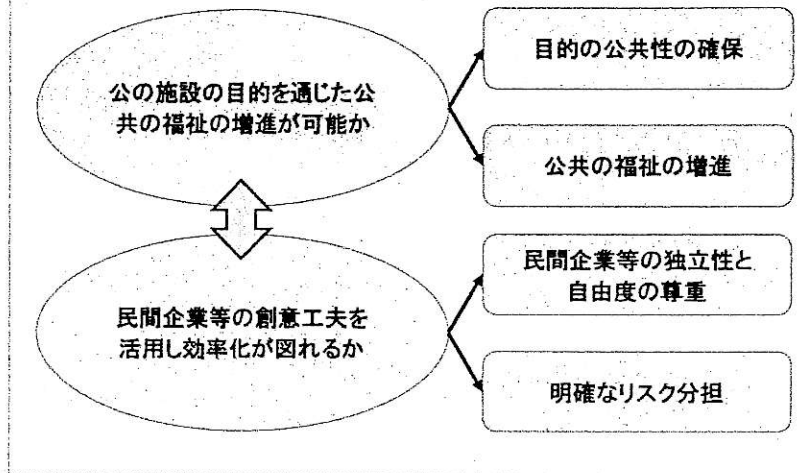 公の施設の目的を通じた公
共の福祉の増進が可能か
目的の公共性の確保
公共の福祉の増進
民間企業等の創意工夫を
活用し効率化が図れるか
民間企業等の独立性と
自由度の尊重
明確なリスク分担